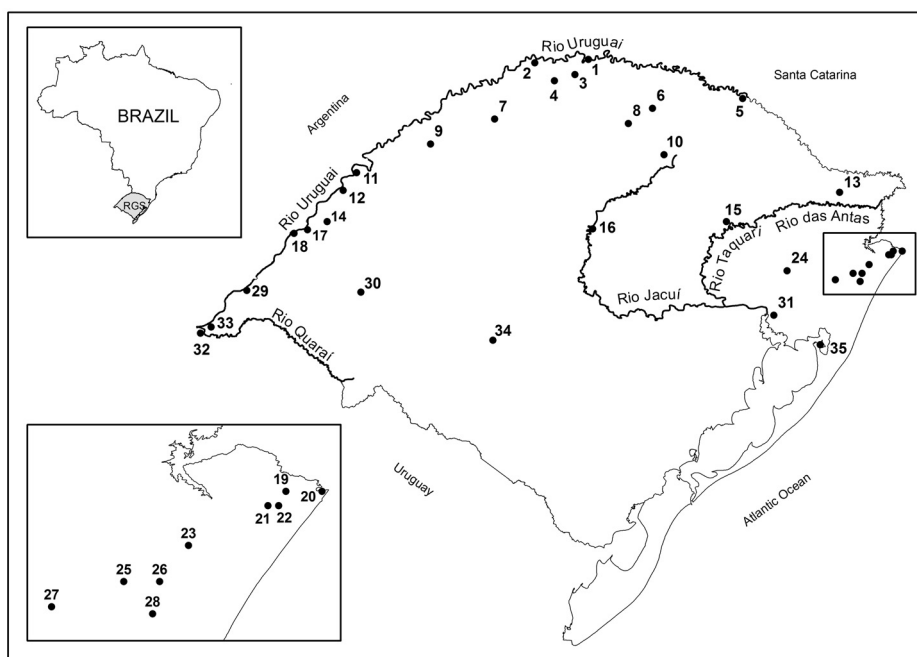 BRAZIL
RGS
Rio Uruguai
Santa Catarina
Argentina
2
1
3
4
5
6
7
8
9
10
11
12
13
Rio Uruguai
14
17
18
15
16
Rio das Antas
Rio Taquari
24
29
30
Rio Jacuí
31
33
32
Rio Quaraí
34
35
Uruguay
Atlantic Ocean
19
20
21
22
23
25
26
27
28